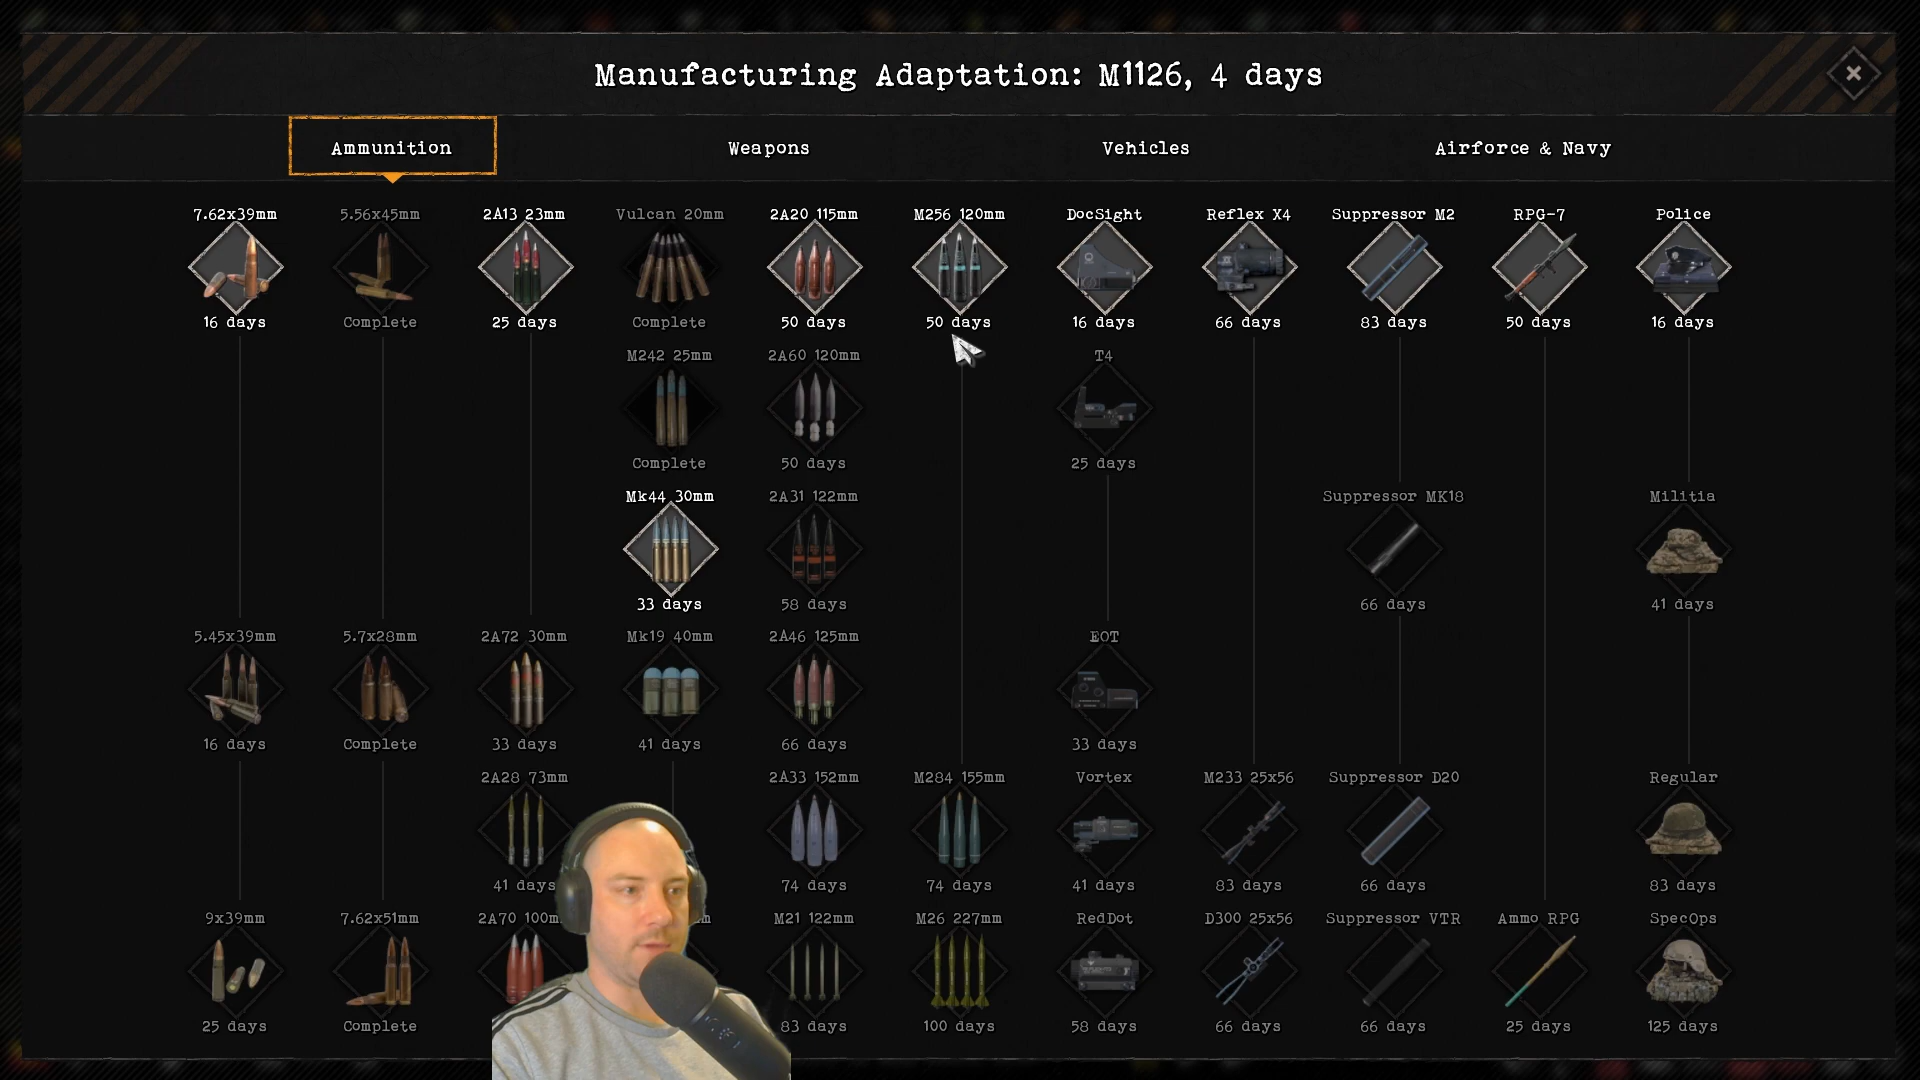 Manufacturing Adaptation: M1126, 4 days
Ammunition Weapons Vehicles Airforce & Navy
7.62x39mm 5.56x45mm 2A13 23mm Vulcan 20mm 2A20 115mm M256 120mm DocSight Reflex X4 Suppressor M2 RPG-7 Police
16 days Complete 25 days Complete 50 days 50 days 16 days 66 days 83 days 50 days 16 days
M242 25mm 2A60 120mm T4
Complete 50 days 25 days
Mk44 30mm 2A31 122mm Suppressor MK18 Militia
33 days 58 days 66 days 41 days
5.45x39mm 5.7x28mm 2A72 30mm Mk19 40mm 2A46 125mm EOT
16 days Complete 33 days 41 days 66 days 33 days
2A28 73mm 2A33 152mm M284 155mm Vortex M233 25x56 Suppressor D20 Regular
41 days 74 days 74 days 41 days 83 days 66 days 83 days
9x39mm 7.62x51mm 2A70 100m M21 122mm M26 227mm RedDot D300 25x56 Suppressor VTR Ammo RPG SpecOps
25 days Complete 83 days 100 days 58 days 66 days 66 days 25 days 125 days